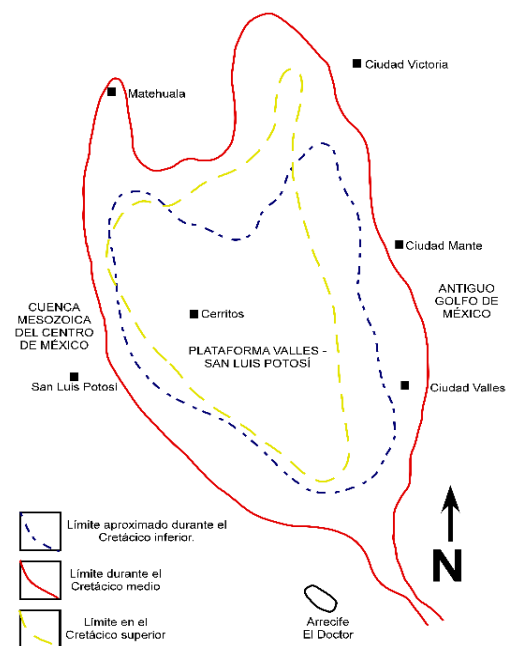 Ciudad Victoria
Matehuala
Ciudad Mante
ANTIGUO
GOLFO DE
MÉXICO
CUENCA
MESOZOICA
DEL CENTRO
DE MÉXICO
Cerritos
PLATAFORMA VALLES -
SAN LUIS POTOSÍ
San Luis Potosí
Ciudad Valles
Límite aproximado durante el
Cretácico inferior.
Límite durante el
Cretácico medio
Límite en el
Cretácico superior
N
Arrecife
El Doctor